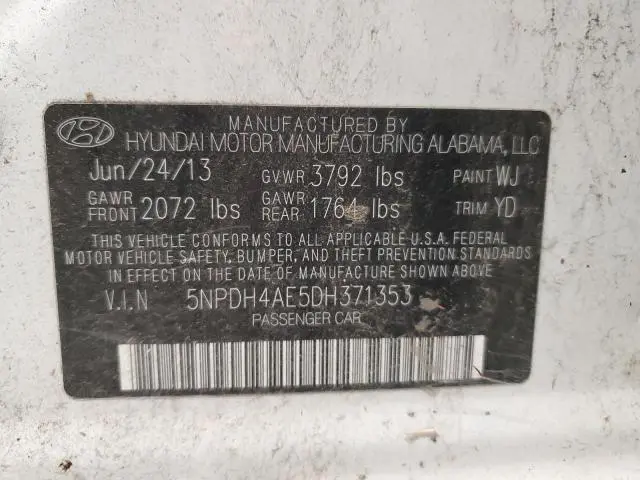 MANUFACTURED BY
HYUNDAI MOTOR MANUFACTURING ALABAMA, LLC
Jun/24/13 GVWR 3792 lbs PAINT WJ
GAWR FRONT 2072 lbs GAWR REAR 1764 lbs TRIM YD
THIS VEHICLE CONFORMS TO ALL APPLICABLE U.S.A. FEDERAL
MOTOR VEHICLE SAFETY, BUMPER, AND THEFT PREVENTION STANDARDS
IN EFFECT ON THE DATE OF MANUFACTURE SHOWN ABOVE
V.I.N 5NPDH4AE5DH371353
PASSENGER CAR